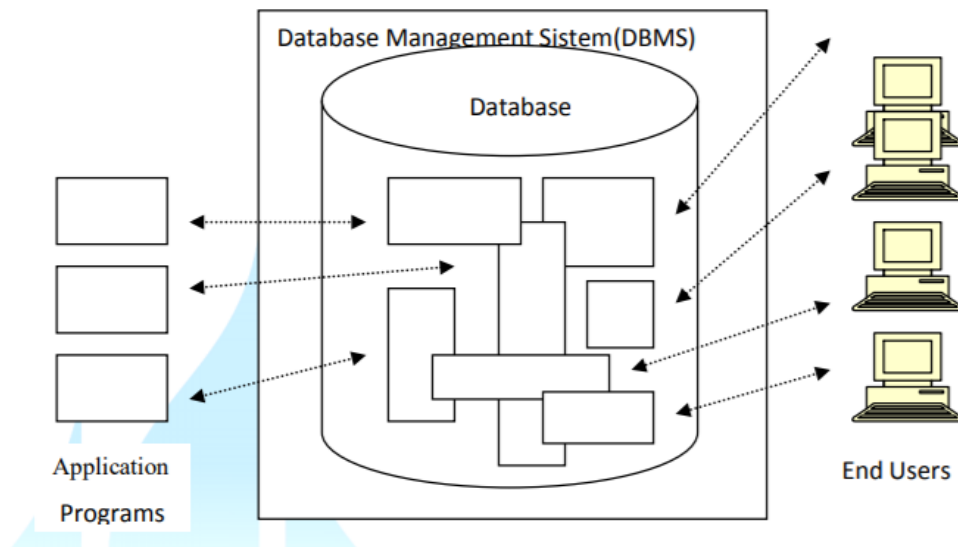 Database Management Sistem(DBMS)
Database
Application
Programs
End Users